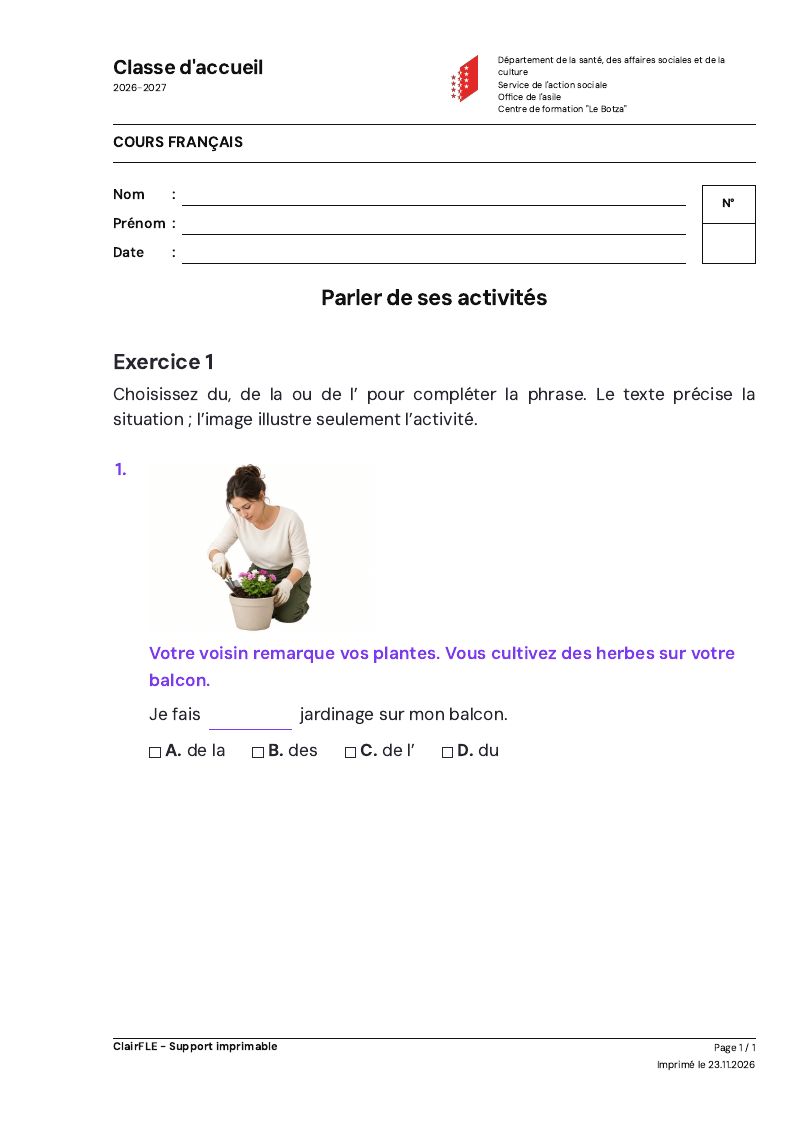 Classe d'accueil
2026-2027
Département de la santé, des affaires sociales et de la
culture
Service de l'action sociale
Office de l'asile
Centre de formation "Le Botza"
COURS FRANÇAIS
Nom :
Prénom :
Date :
N°
Parler de ses activités
Exercice 1
Choisissez du, de la ou de l’ pour compléter la phrase. Le texte précise la
situation ; l’image illustre seulement l’activité.
1.
Votre voisin remarque vos plantes. Vous cultivez des herbes sur votre
balcon.
Je fais ________ jardinage sur mon balcon.
□ A. de la □ B. des □ C. de l’ □ D. du
ClairFLE - Support imprimable
Page 1 / 1
Imprimé le 23.11.2026